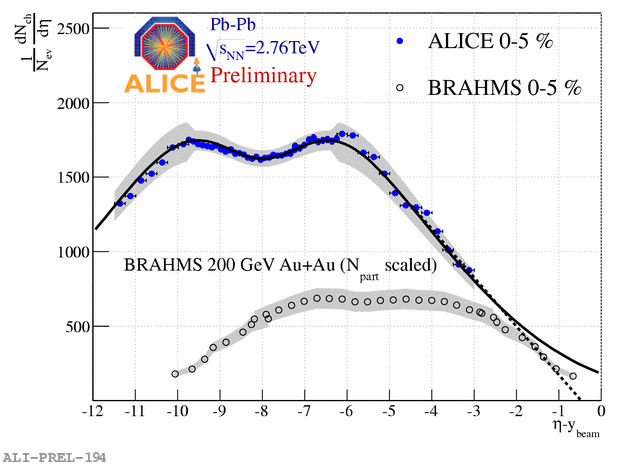 1/N_ev dN_ch/dη
2500
2000
1500
1000
500
Pb-Pb
√s_NN=2.76TeV
Preliminary
ALICE
ALICE 0-5 %
BRAHMS 0-5 %
BRAHMS 200 GeV Au+Au (N_part scaled)
-12 -11 -10 -9 -8 -7 -6 -5 -4 -3 -2 -1 0
η-y_beam
ALI-PREL-194